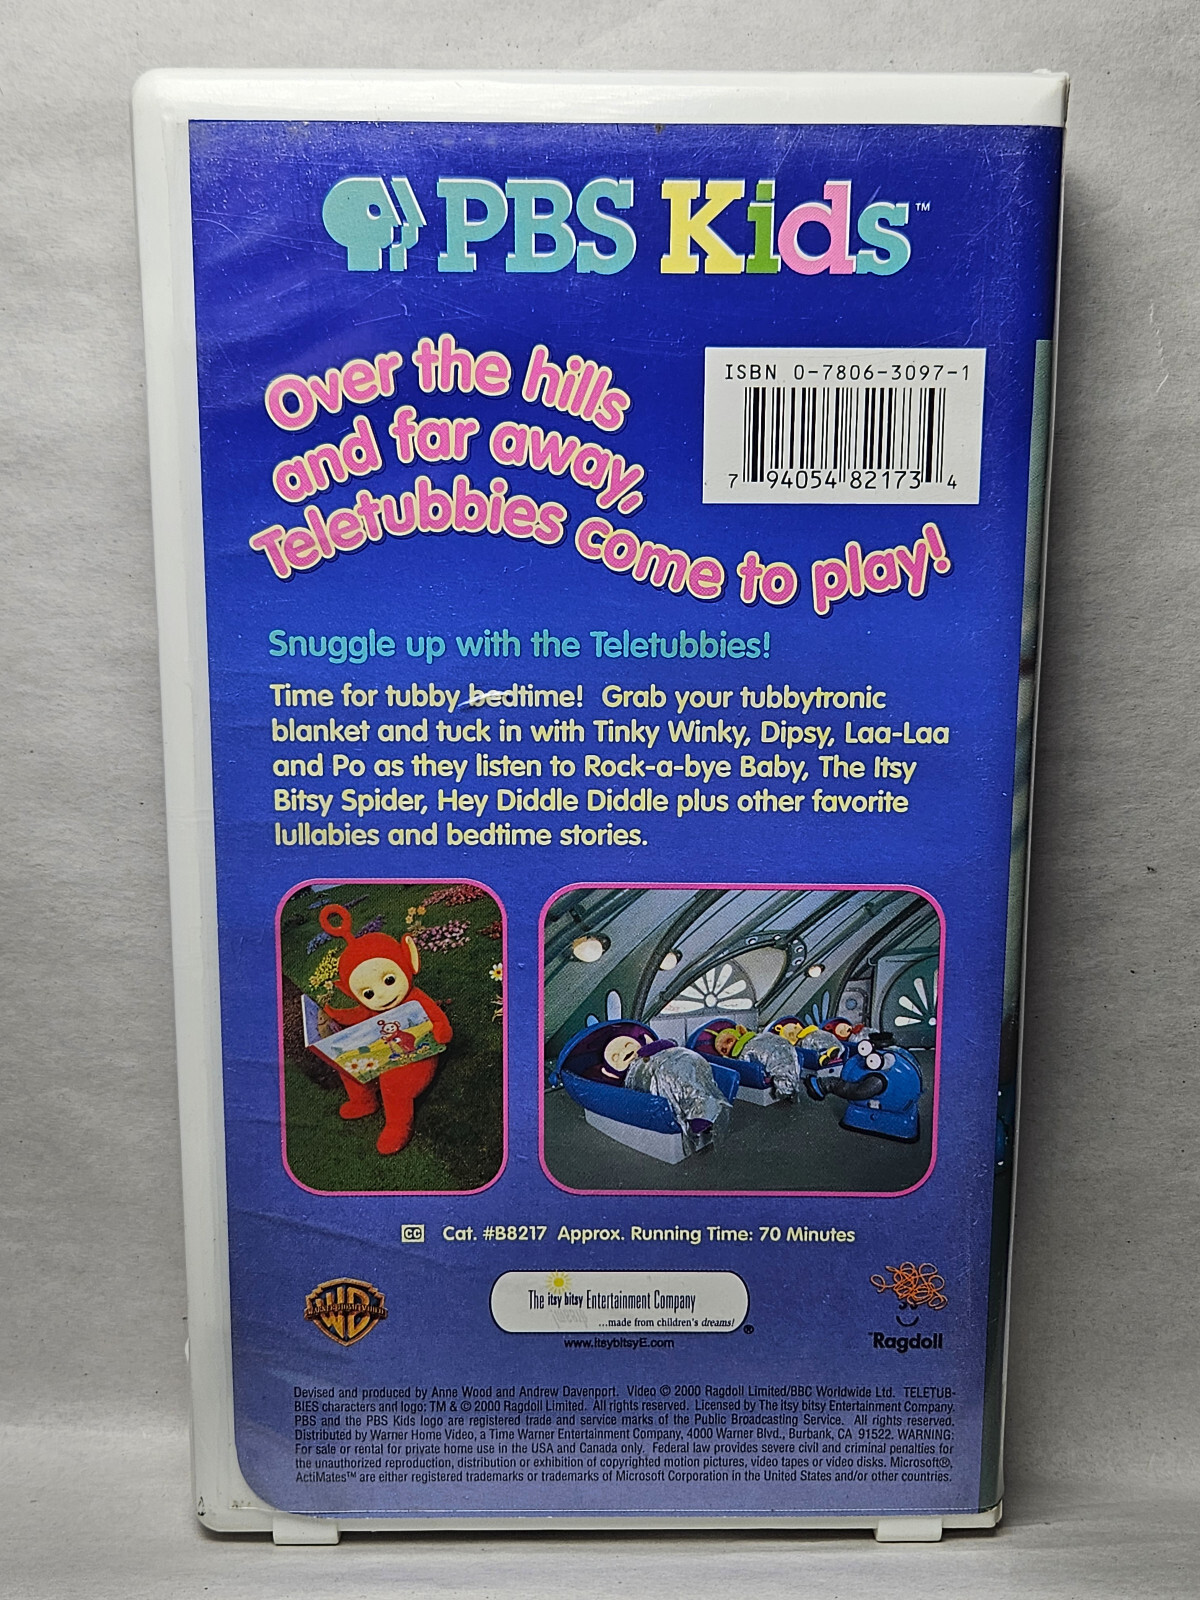 PBS Kids™
ISBN 0-7806-3097-1
7 94054 82173 4
Over the hills
and far away,
Teletubbies come to play!
Snuggle up with the Teletubbies!
Time for tubby bedtime! Grab your tubbytronic
blanket and tuck in with Tinky Winky, Dipsy, Laa-Laa
and Po as they listen to Rock-a-bye Baby, The Itsy
Bitsy Spider, Hey Diddle Diddle plus other favorite
lullabies and bedtime stories.
CC Cat. #B8217 Approx. Running Time: 70 Minutes
WB
The itsy bitsy Entertainment Company
...made from children's dreams!
®
www.itsybitsyE.com
Ragdoll
Devised and produced by Anne Wood and Andrew Davenport. Video © 2000 Ragdoll Limited/BBC Worldwide Ltd. TELETUB-
BIES characters and logo: TM & © 2000 Ragdoll Limited. All rights reserved. Licensed by The itsy bitsy Entertainment Company.
PBS and the PBS Kids logo are registered trade and service marks of the Public Broadcasting Service. All rights reserved.
Distributed by Warner Home Video, a Time Warner Entertainment Company, 4000 Warner Blvd., Burbank, CA 91522. WARNING:
For sale or rental for private home use in the USA and Canada only. Federal law provides severe civil and criminal penalties for
the unauthorized reproduction, distribution or exhibition of copyrighted motion pictures, video tapes or video disks. Microsoft®,
ActiMates™ are either registered trademarks or trademarks of Microsoft Corporation in the United States and/or other countries.